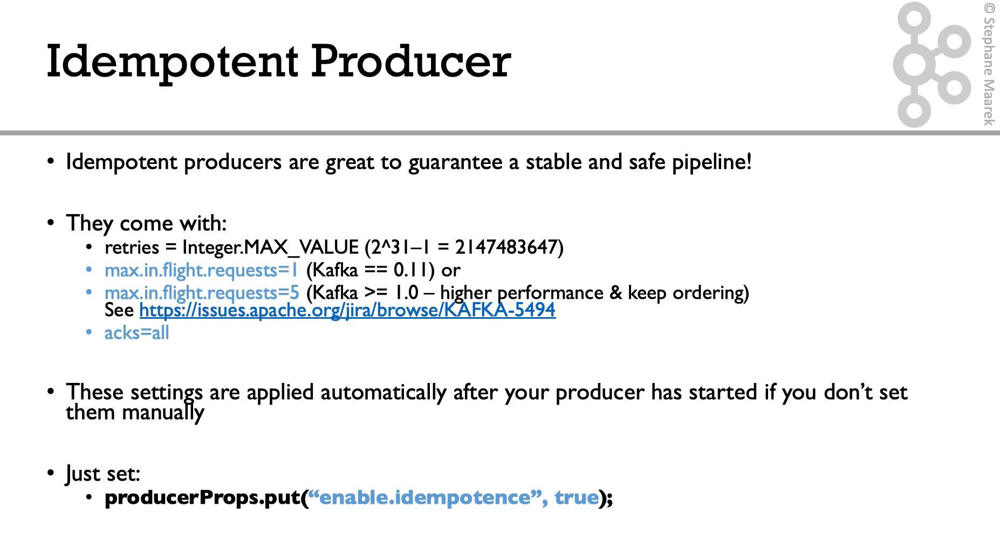 © Stephane Maarek
Idempotent Producer
• Idempotent producers are great to guarantee a stable and safe pipeline!
• They come with:
• retries = Integer.MAX_VALUE (2^31–1 = 2147483647)
• max.in.flight.requests=1 (Kafka == 0.11) or
• max.in.flight.requests=5 (Kafka >= 1.0 – higher performance & keep ordering)
See https://issues.apache.org/jira/browse/KAFKA-5494
• acks=all
• These settings are applied automatically after your producer has started if you don’t set
them manually
• Just set:
• producerProps.put(“enable.idempotence”, true);